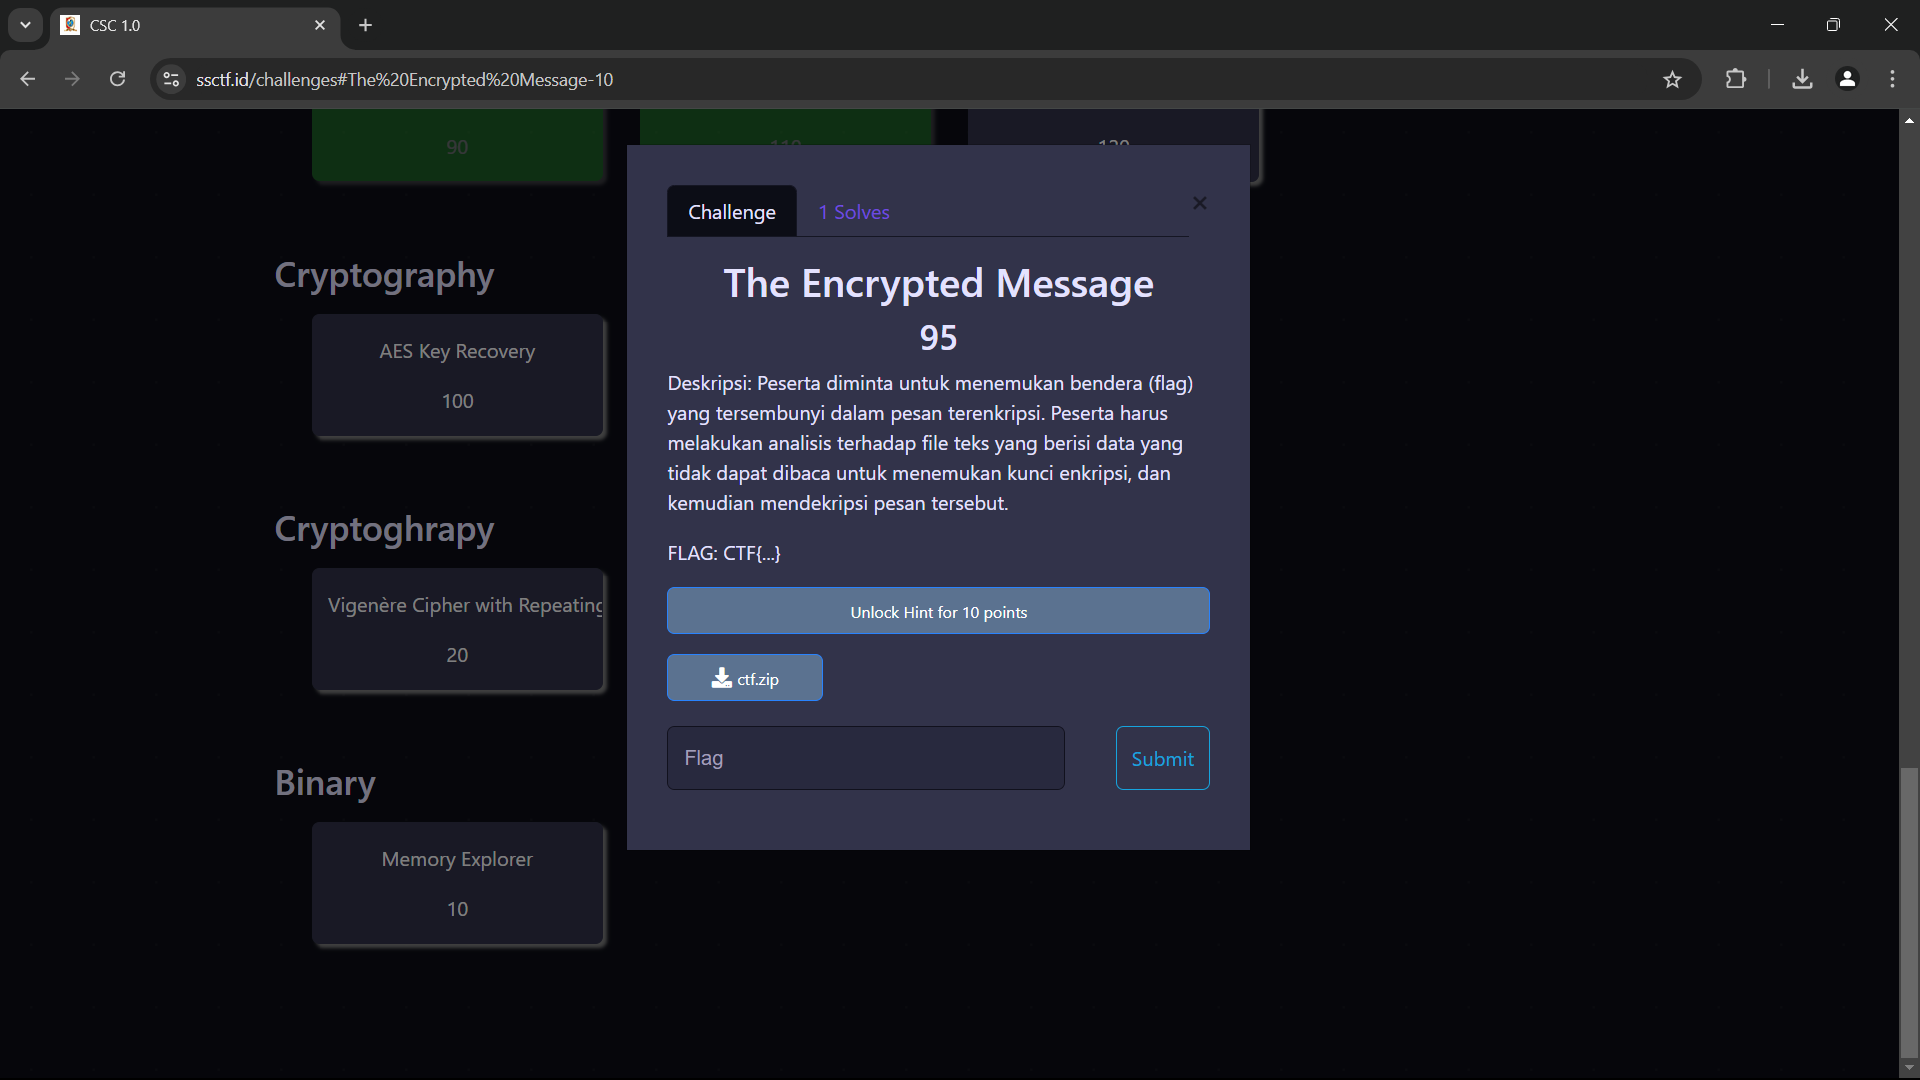 CSC 1.0
ssctf.id/challenges#The%20Encrypted%20Message-10
90
110
120
Challenge
1 Solves
The Encrypted Message
95
Deskripsi: Peserta diminta untuk menemukan bendera (flag)
yang tersembunyi dalam pesan terenkripsi. Peserta harus
melakukan analisis terhadap file teks yang berisi data yang
tidak dapat dibaca untuk menemukan kunci enkripsi, dan
kemudian mendekripsi pesan tersebut.
FLAG: CTF{...}
Unlock Hint for 10 points
ctf.zip
Flag
Submit
Cryptography
AES Key Recovery
100
Cryptoghrapy
Vigenère Cipher with Repeating
20
Binary
Memory Explorer
10